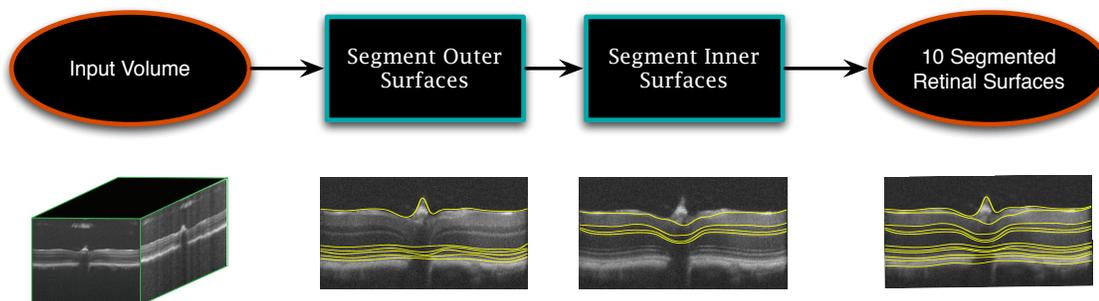 Input Volume
Segment Outer
Surfaces
Segment Inner
Surfaces
10 Segmented
Retinal Surfaces